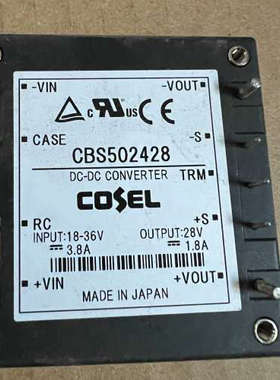 -VIN -VOUT
c RU US CE
CASE -S
CBS502428
DC-DC CONVERTER TRM
COSEL
RC +S
INPUT:18-36V OUTPUT:28V
3.8A 1.8A
+VIN +VOUT
MADE IN JAPAN